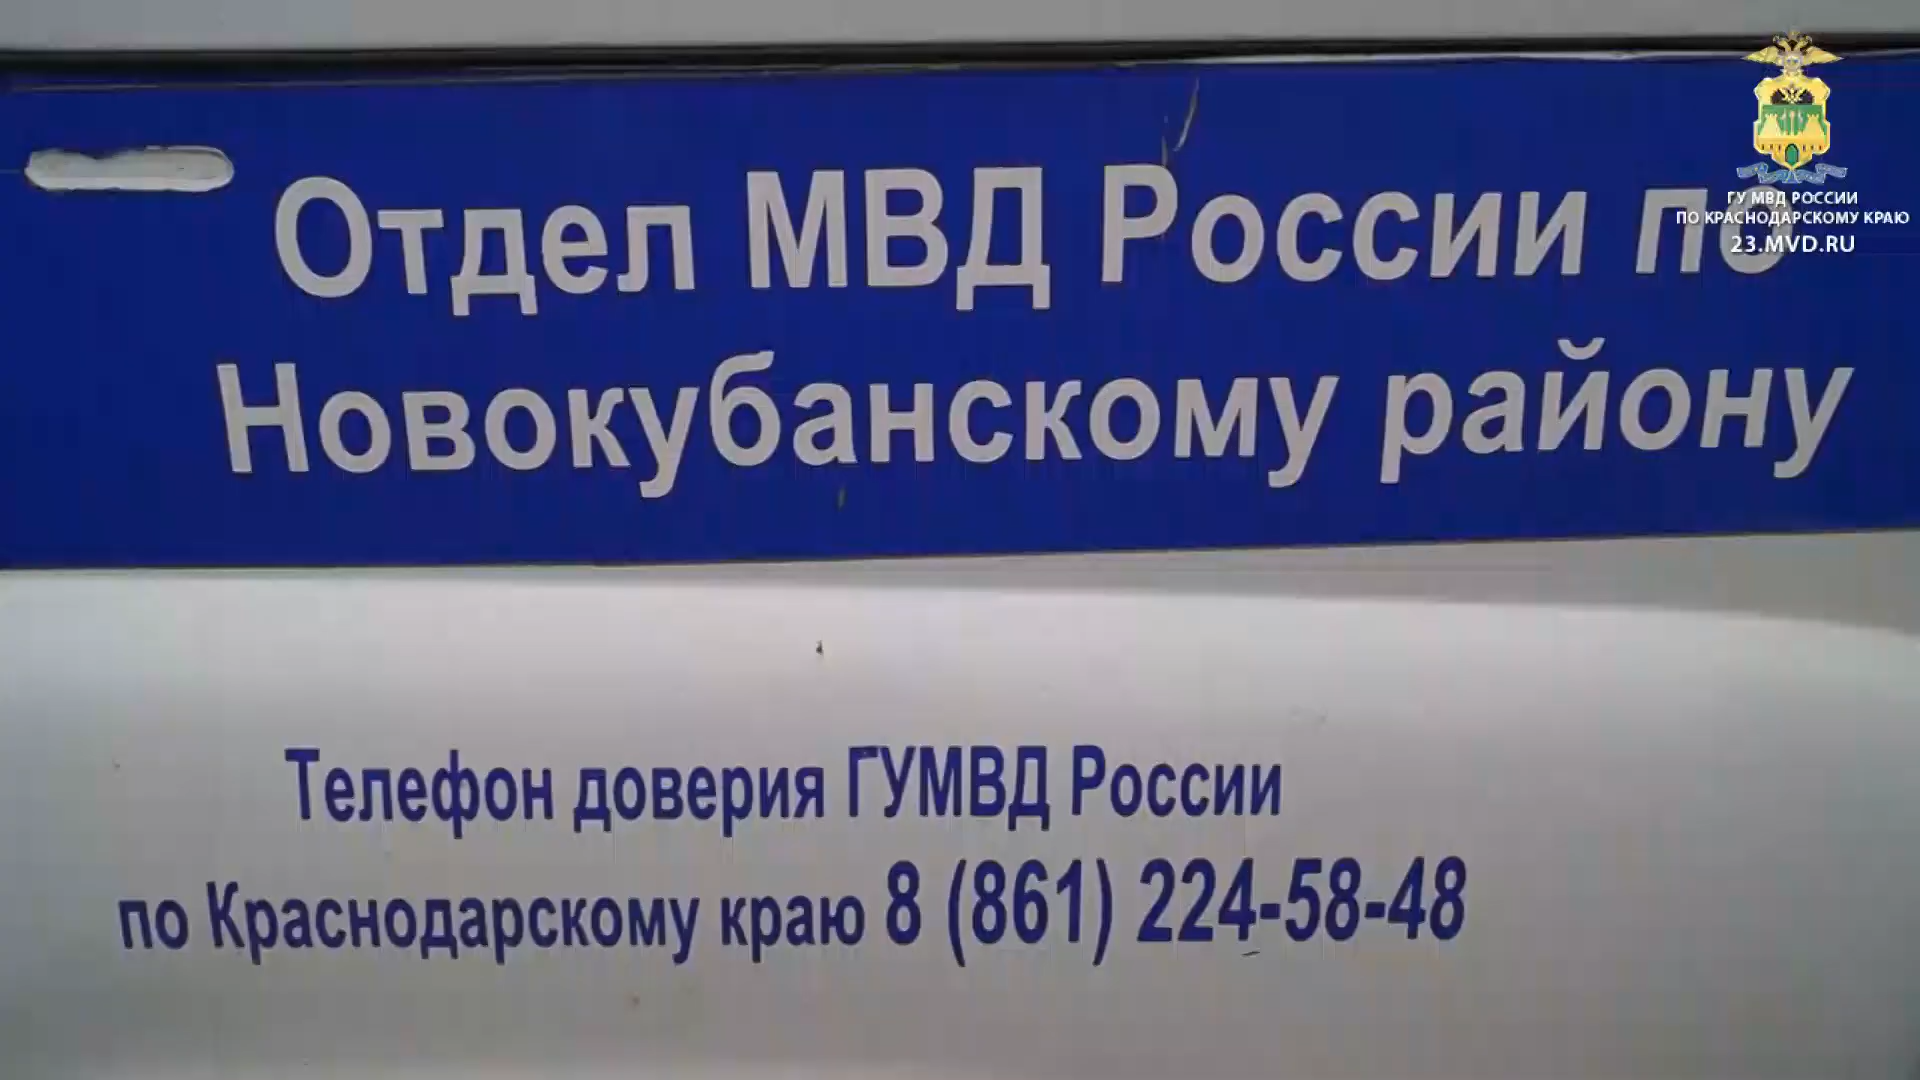 Отдел МВД России по
Новокубанскому району
Телефон доверия ГУМВД России
по Краснодарскому краю 8 (861) 224-58-48
ГУ МВД РОССИИ
ПО КРАСНОДАРСКОМУ КРАЮ
23.MVD.RU